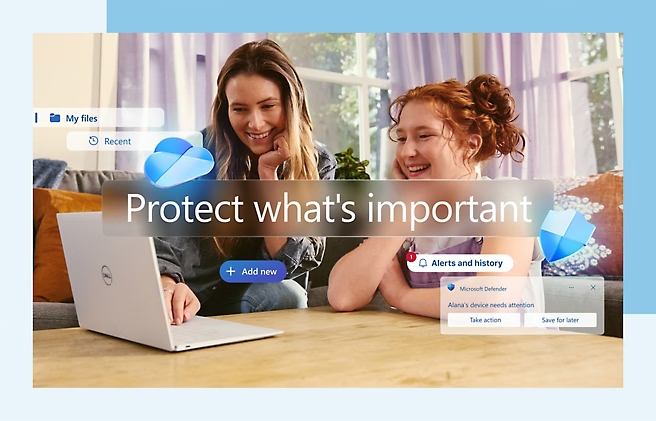 My files
Recent
Protect what's important
DELL
Add new
1
Alerts and history
Microsoft Defender
Alana's device needs attention
Take action
Save for later